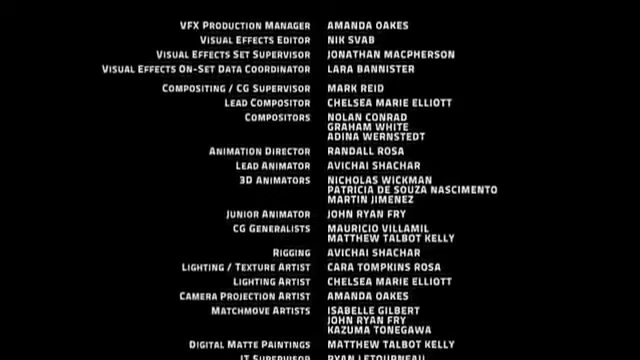 VFX Production Manager AMANDA OAKES
Visual Effects Editor NIK SVAB
Visual Effects Set Supervisor JONATHAN MACPHERSON
Visual Effects On-Set Data Coordinator LARA BANNISTER
Compositing / CG Supervisor MARK REID
Lead Compositor CHELSEA MARIE ELLIOTT
Compositors NOLAN CONRAD
GRAHAM WHITE
ADINA WERNSTEDT
Animation Director RANDALL ROSA
Lead Animator AVICHAI SHACHAR
3D Animators NICHOLAS WICKMAN
PATRICIA DE SOUZA NASCIMENTO
MARTIN JIMENEZ
Junior Animator JOHN RYAN FRY
CG Generalists MAURICIO VILLAMIL
MATTHEW TALBOT KELLY
Rigging AVICHAI SHACHAR
Lighting / Texture Artist CARA TOMPKINS ROSA
Lighting Artist CHELSEA MARIE ELLIOTT
Camera Projection Artist AMANDA OAKES
Matchmove Artists ISABELLE GILBERT
JOHN RYAN FRY
KAZUMA TONEGAWA
Digital Matte Paintings MATTHEW TALBOT KELLY
IT Supervisor RYAN LETOURNEAU